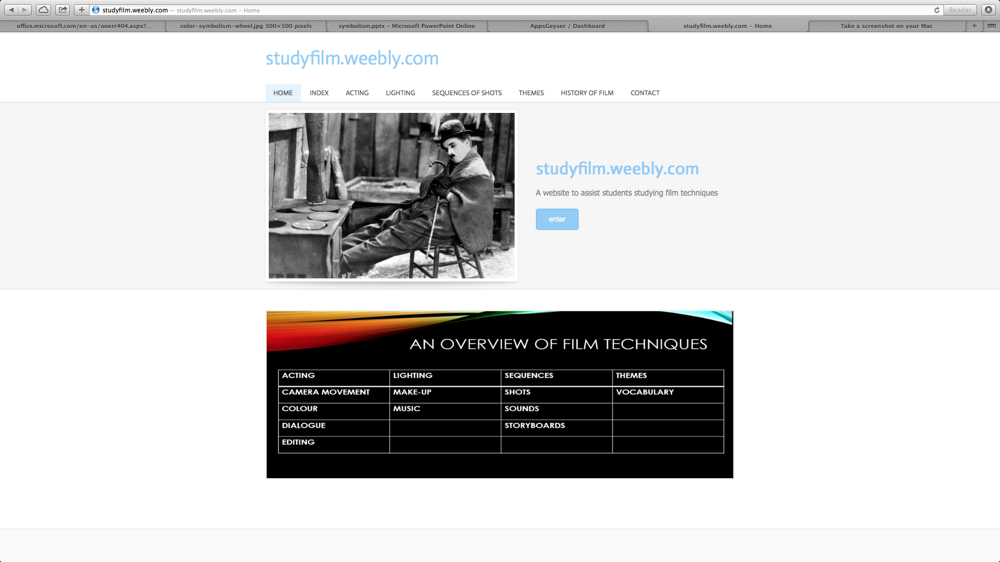 studyfilm.weebly.com — studyfilm.weebly.com – Home
Reader
office.microsoft.com/en-us/ooerr404.aspx?...
color-symbolism-wheel.jpg 500×500 pixels
symbolism.pptx – Microsoft PowerPoint Online
AppsGeyser / Dashboard
studyfilm.weebly.com – Home
Take a screenshot on your Mac
studyfilm.weebly.com
HOME INDEX ACTING LIGHTING SEQUENCES OF SHOTS THEMES HISTORY OF FILM CONTACT
studyfilm.weebly.com
A website to assist students studying film techniques
enter
AN OVERVIEW OF FILM TECHNIQUES
ACTING LIGHTING SEQUENCES THEMES
CAMERA MOVEMENT MAKE-UP SHOTS VOCABULARY
COLOUR MUSIC SOUNDS
DIALOGUE STORYBOARDS
EDITING